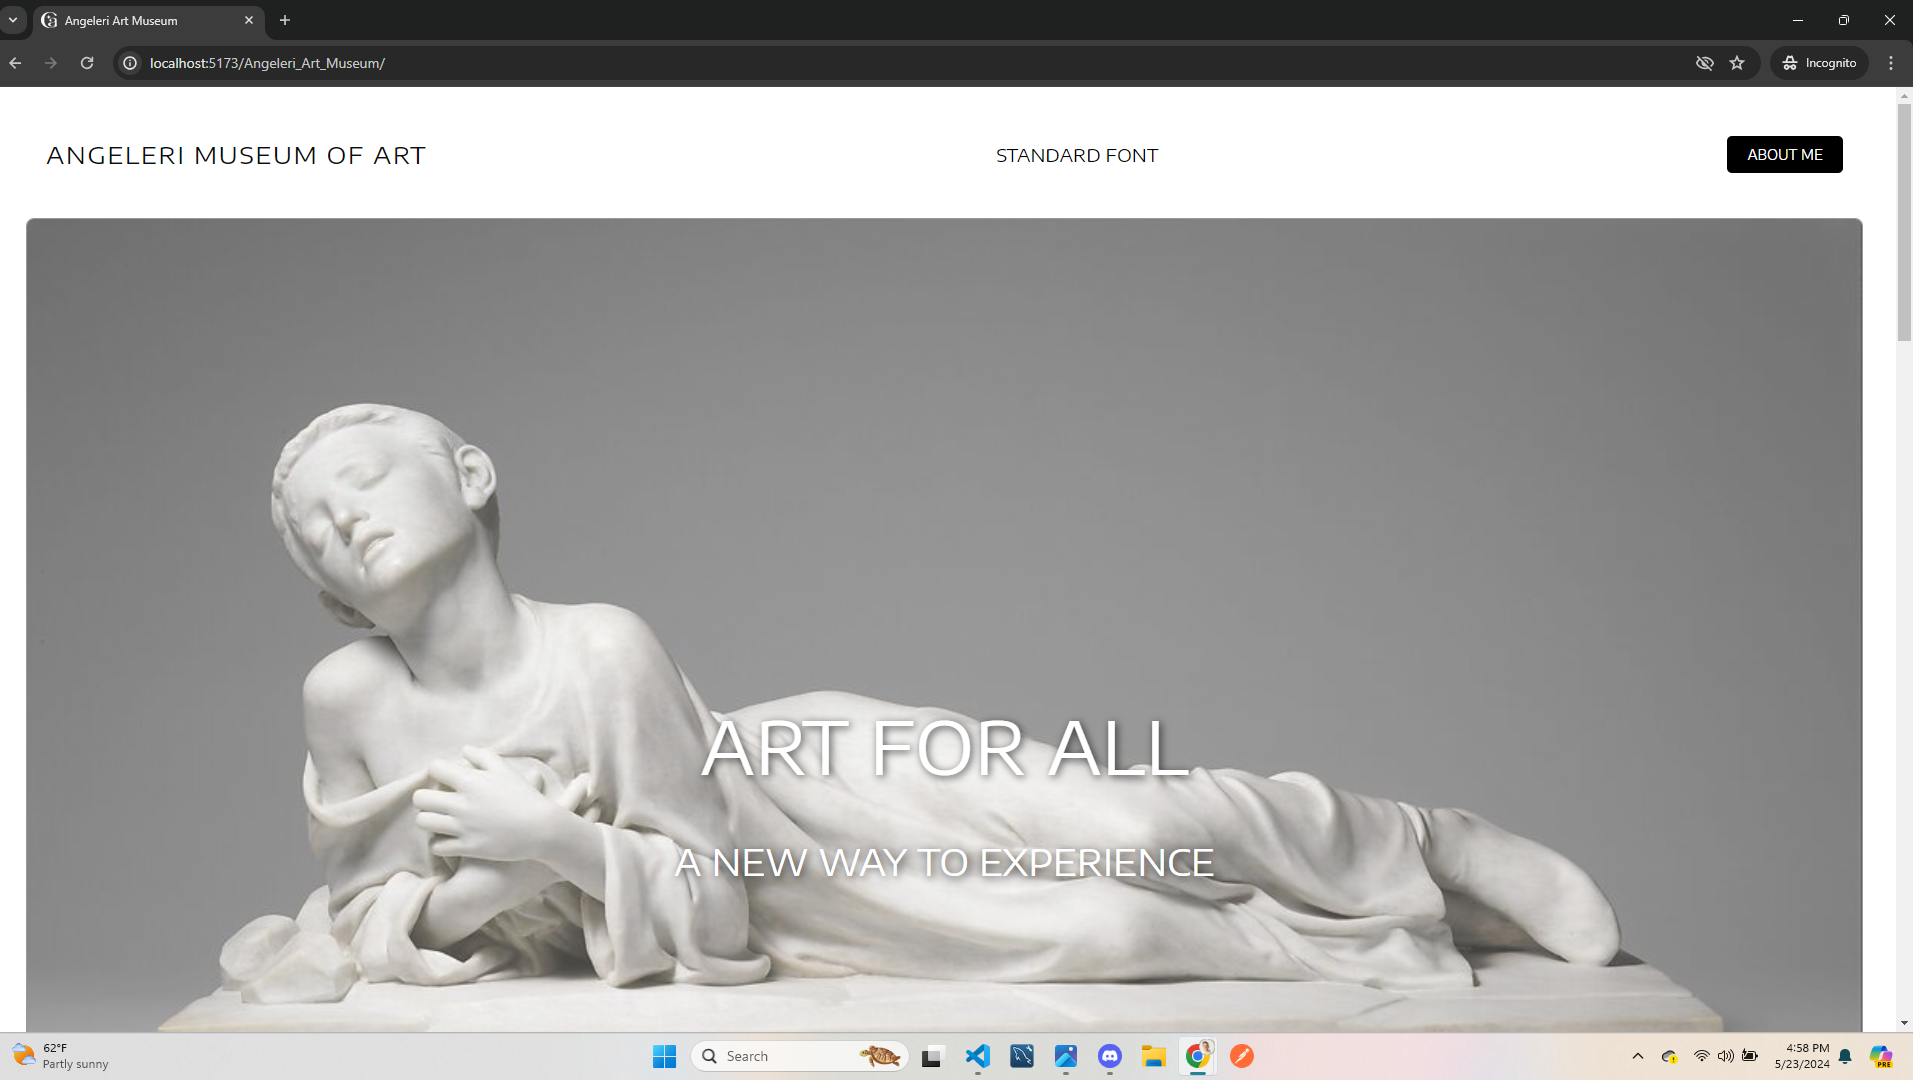 Angeleri Art Museum
localhost:5173/Angeleri_Art_Museum/
Incognito
ANGELERI MUSEUM OF ART
STANDARD FONT
ABOUT ME
ART FOR ALL
A NEW WAY TO EXPERIENCE
62°F
Partly sunny
Search
4:58 PM
5/23/2024
PRE